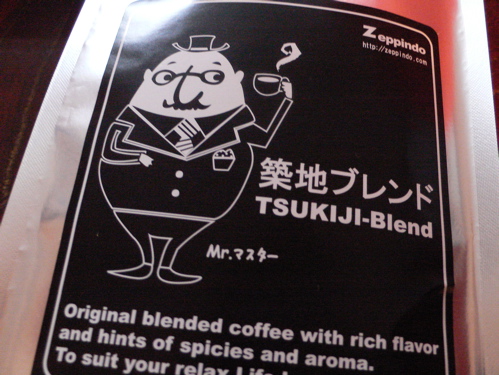 Zeppindo
http://zeppindo.com
築地ブレンド
TSUKIJI-Blend
Mr.マスター
Original blended coffee with rich flavor
and hints of spicies and aroma.
To suit your relax Life